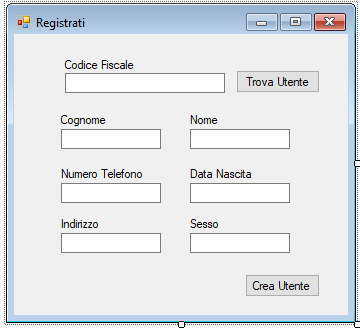 Registrati
Codice Fiscale
Trova Utente
Cognome Nome
Numero Telefono Data Nascita
Indirizzo Sesso
Crea Utente